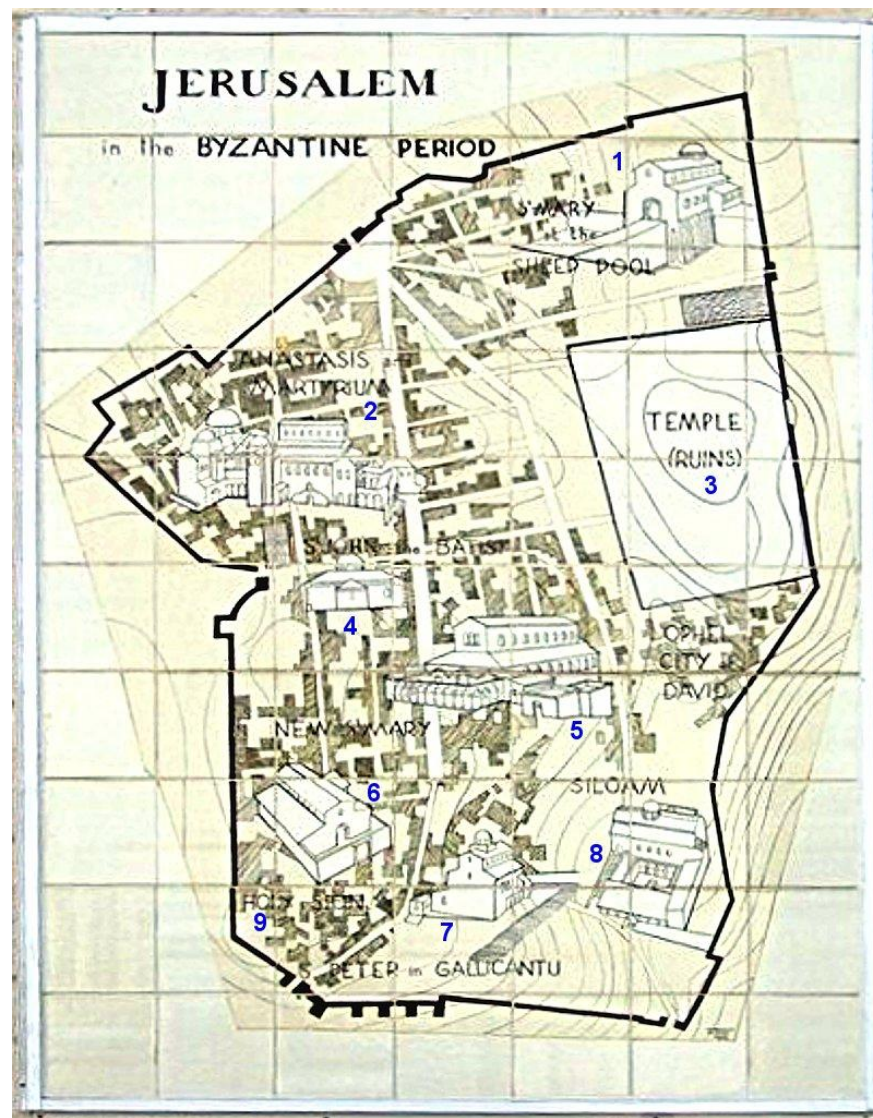 JERUSALEM
in the BYZANTINE PERIOD
1
S MARY
at the
SHEEP POOL
ANASTASIS and
MARTYRIUM
2
TEMPLE
(RUINS)
3
S JOHN the BAPTIST
4
OPHEL
CITY of
DAVID
5
NEW S MARY
6
SILOAM
8
HOLY SION
9
7
S PETER in GALLICANTU